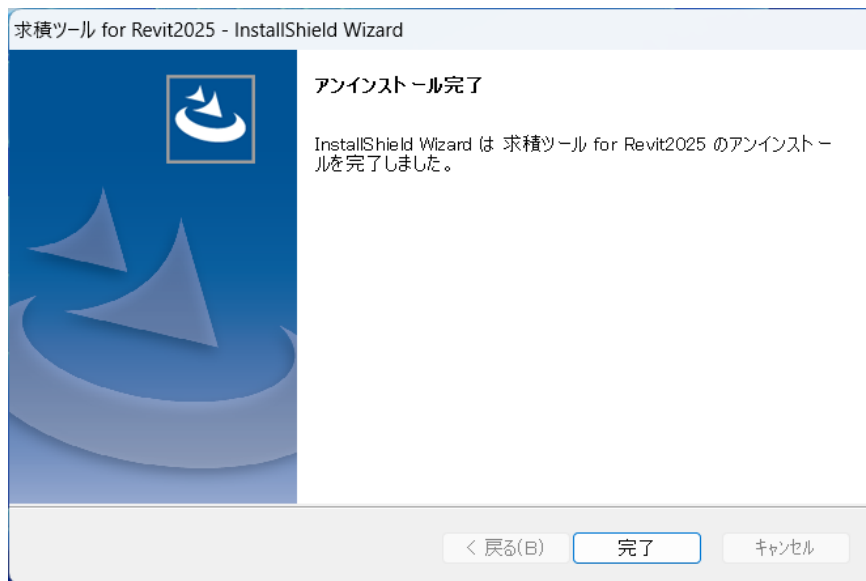 求積ツール for Revit2025 - InstallShield Wizard
アンインストール完了
InstallShield Wizard は 求積ツール for Revit2025 のアンインストー
ルを完了しました。
< 戻る(B)
完了
キャンセル